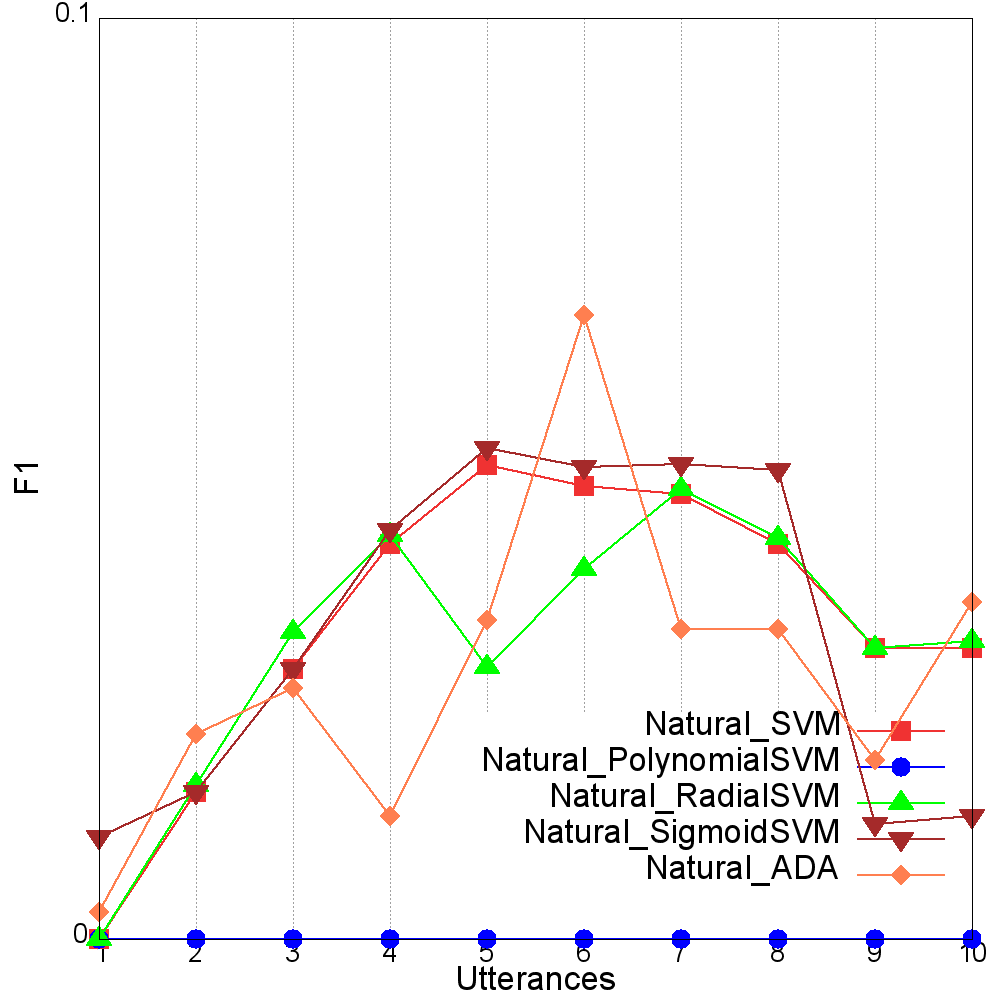 0.1
F1
Natural_SVM
Natural_PolynomialSVM
Natural_RadialSVM
Natural_SigmoidSVM
Natural_ADA
0
1 2 3 4 5 6 7 8 9 10
Utterances